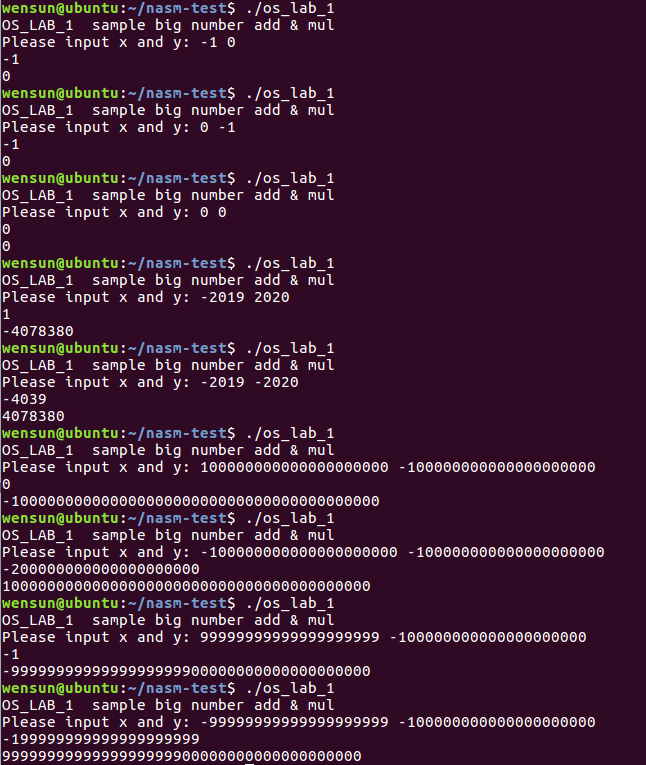 wensun@ubuntu:~/nasm-test$ ./os_lab_1
OS_LAB_1  sample big number add & mul
Please input x and y: -1 0
-1
0
wensun@ubuntu:~/nasm-test$ ./os_lab_1
OS_LAB_1  sample big number add & mul
Please input x and y: 0 -1
-1
0
wensun@ubuntu:~/nasm-test$ ./os_lab_1
OS_LAB_1  sample big number add & mul
Please input x and y: 0 0
0
0
wensun@ubuntu:~/nasm-test$ ./os_lab_1
OS_LAB_1  sample big number add & mul
Please input x and y: -2019 2020
1
-4078380
wensun@ubuntu:~/nasm-test$ ./os_lab_1
OS_LAB_1  sample big number add & mul
Please input x and y: -2019 -2020
-4039
4078380
wensun@ubuntu:~/nasm-test$ ./os_lab_1
OS_LAB_1  sample big number add & mul
Please input x and y: 100000000000000000000 -100000000000000000000
0
-10000000000000000000000000000000000000000
wensun@ubuntu:~/nasm-test$ ./os_lab_1
OS_LAB_1  sample big number add & mul
Please input x and y: -100000000000000000000 -100000000000000000000
-200000000000000000000
10000000000000000000000000000000000000000
wensun@ubuntu:~/nasm-test$ ./os_lab_1
OS_LAB_1  sample big number add & mul
Please input x and y: 99999999999999999999 -100000000000000000000
-1
-9999999999999999999900000000000000000000
wensun@ubuntu:~/nasm-test$ ./os_lab_1
OS_LAB_1  sample big number add & mul
Please input x and y: -99999999999999999999 -100000000000000000000
-199999999999999999999
9999999999999999999900000000000000000000